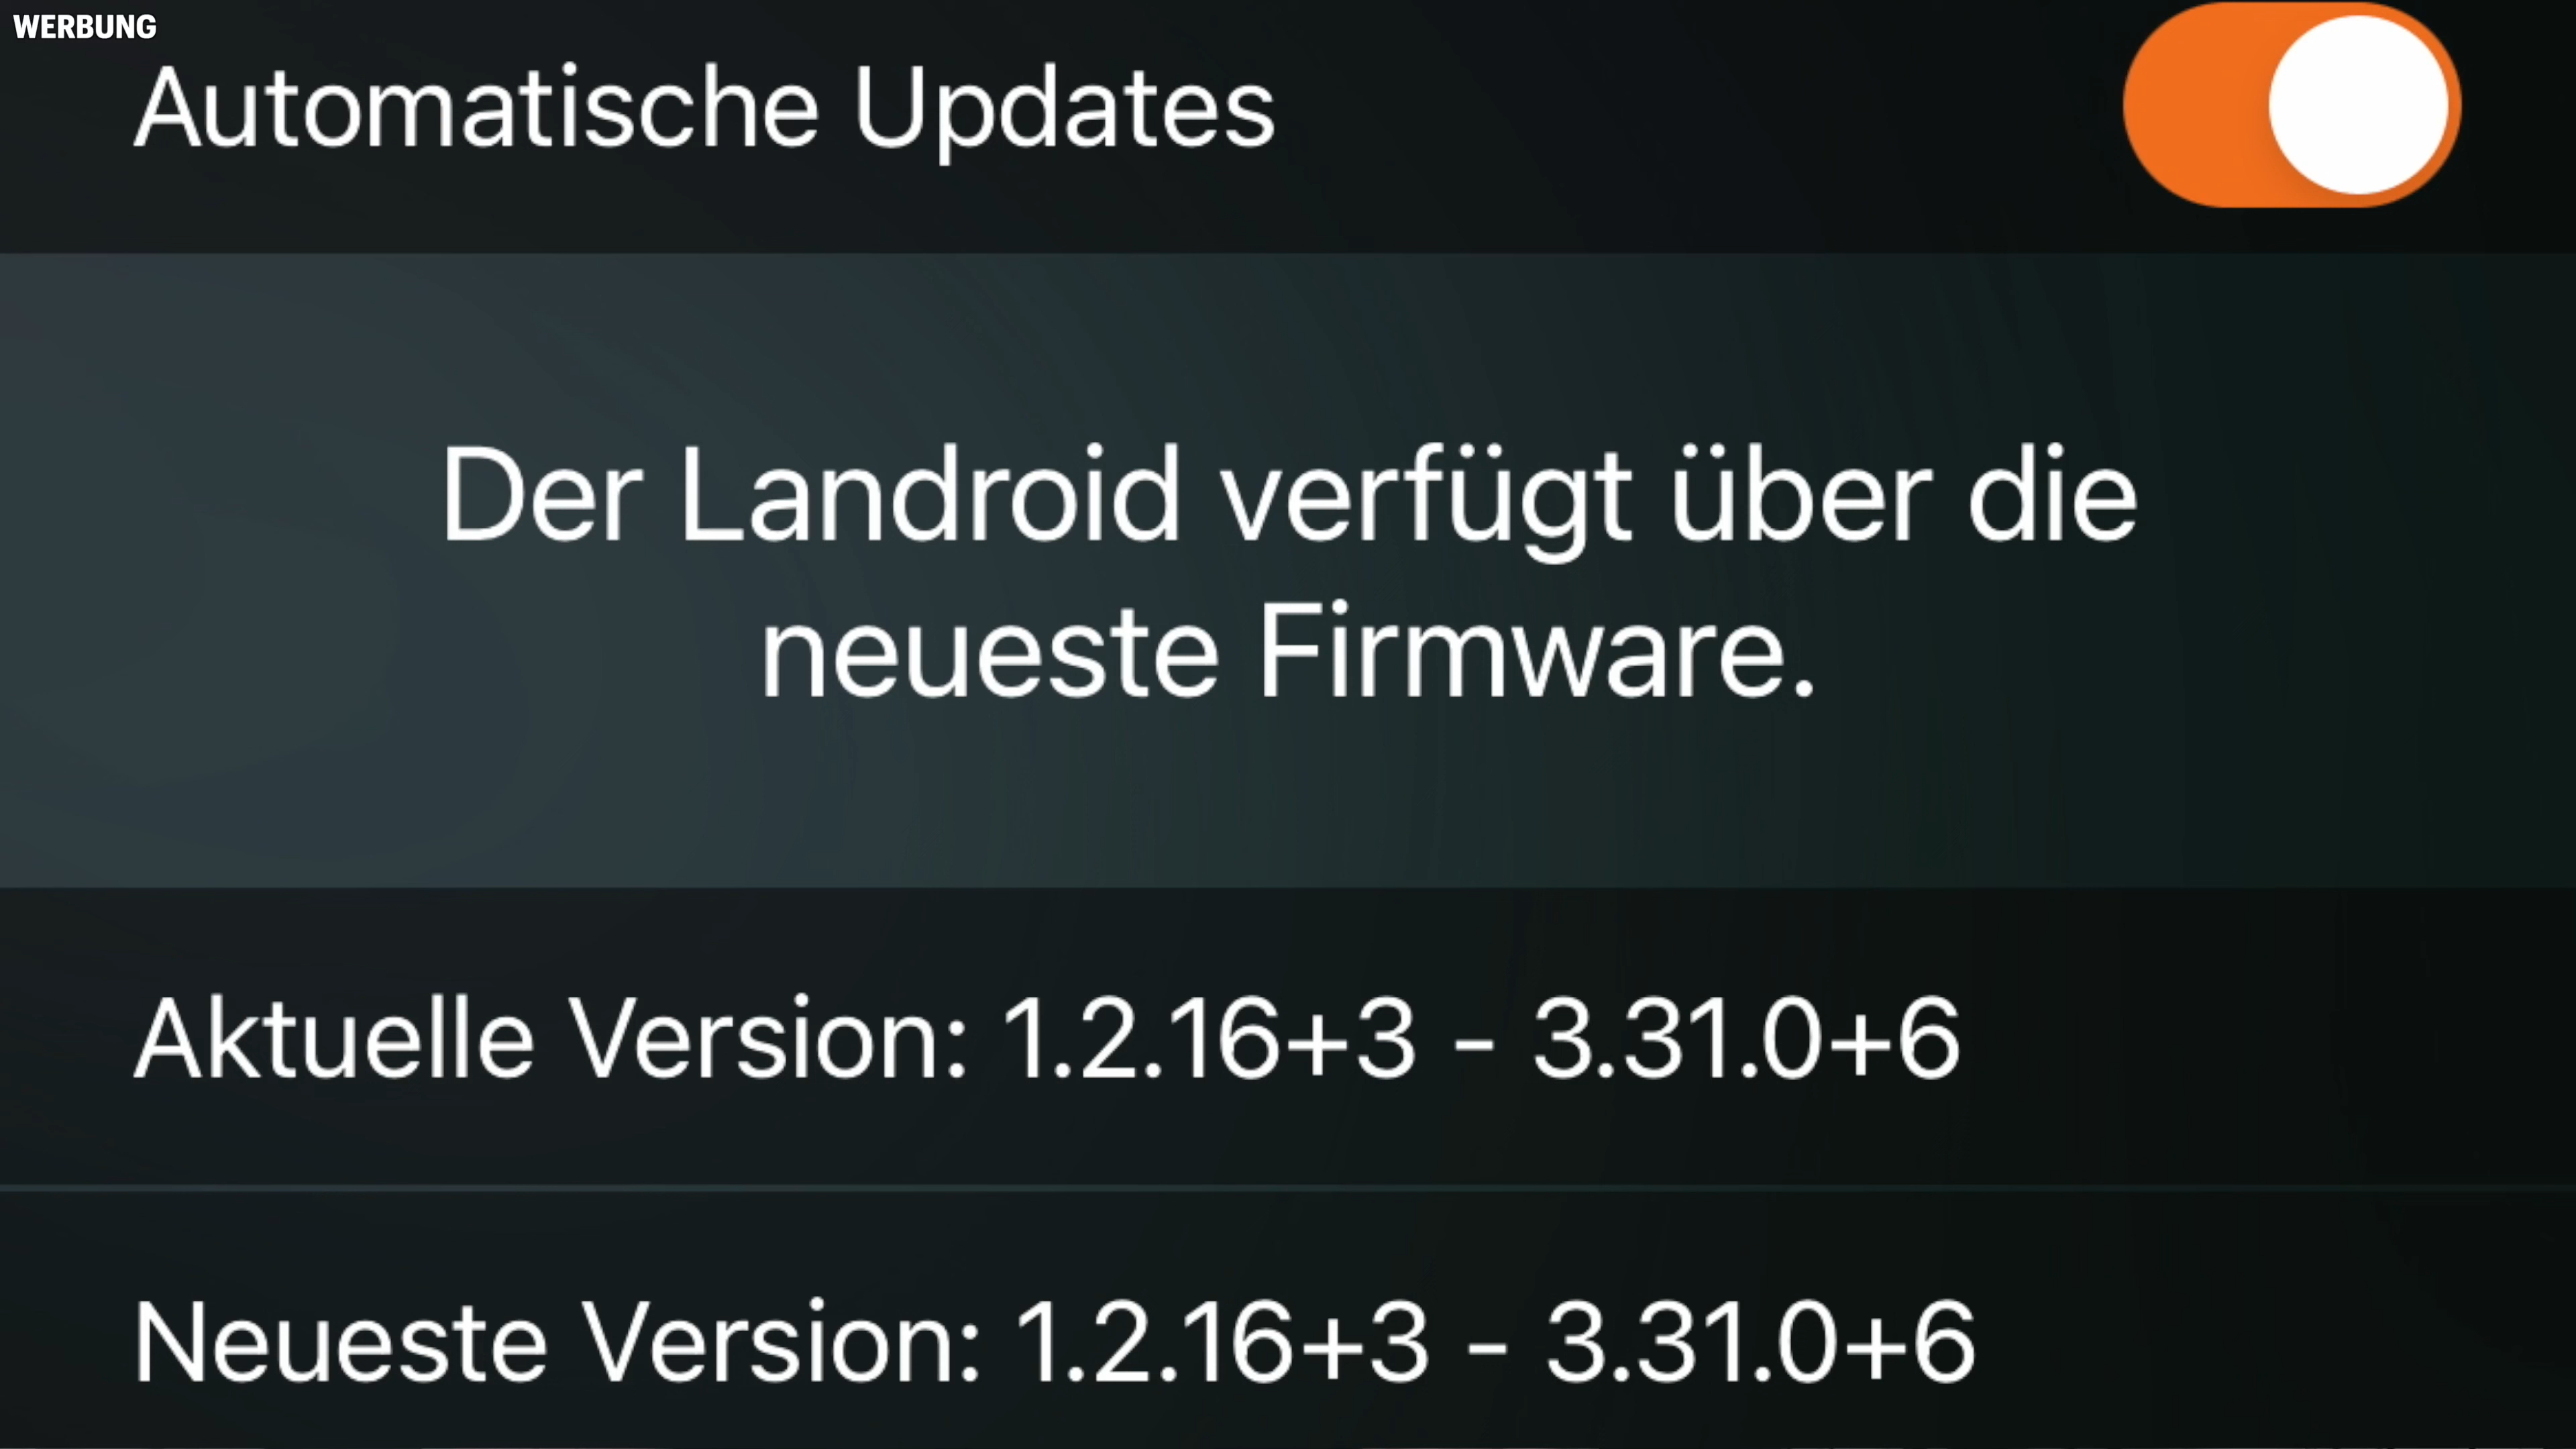 WERBUNG
Automatische Updates
Der Landroid verfügt über die
neueste Firmware.
Aktuelle Version: 1.2.16+3 - 3.31.0+6
Neueste Version: 1.2.16+3 - 3.31.0+6